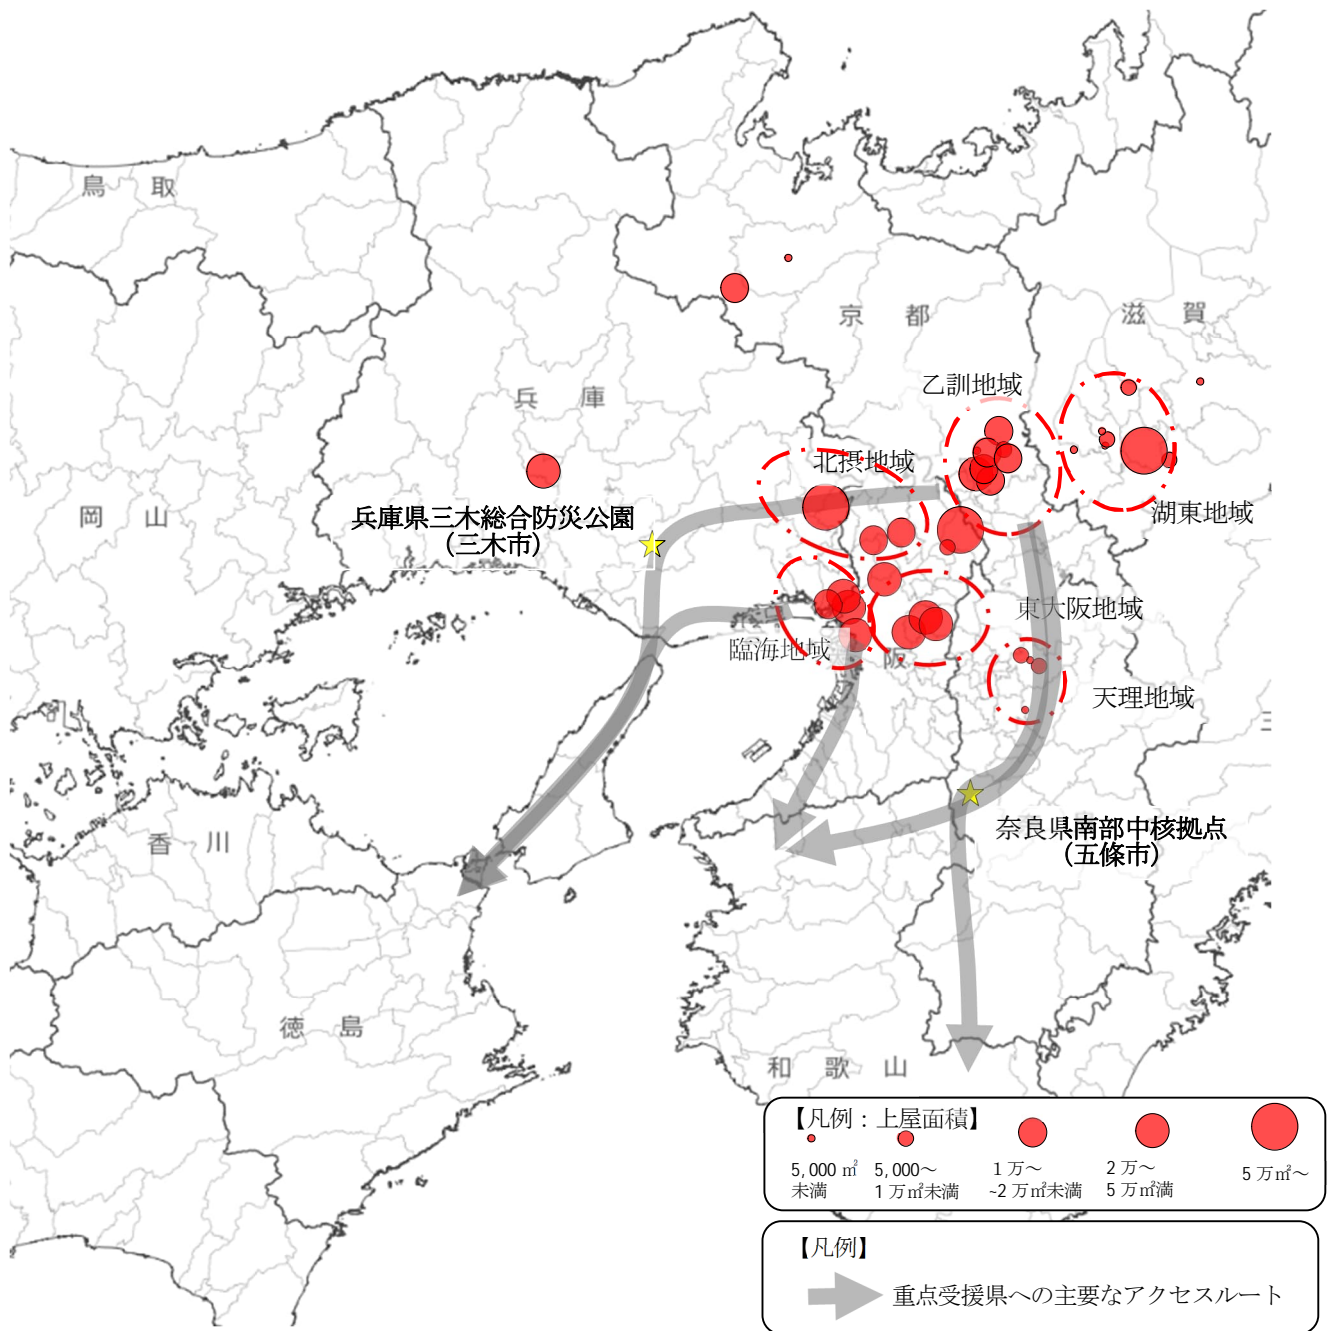 鳥 取
京 都
滋 賀
乙訓地域
兵 庫
北摂地域
岡 山
兵庫県三木総合防災公園
（三木市）
湖東地域
東大阪地域
臨海地域
阪
天理地域
香 川
奈良県南部中核拠点
（五條市）
徳 島
和 歌 山
【凡例：上屋面積】
5,000 ㎡
未満
5,000～
1 万㎡未満
1 万～
~2 万㎡未満
2 万～
5 万㎡満
5 万㎡～
【凡例】
重点受援県への主要なアクセスルート